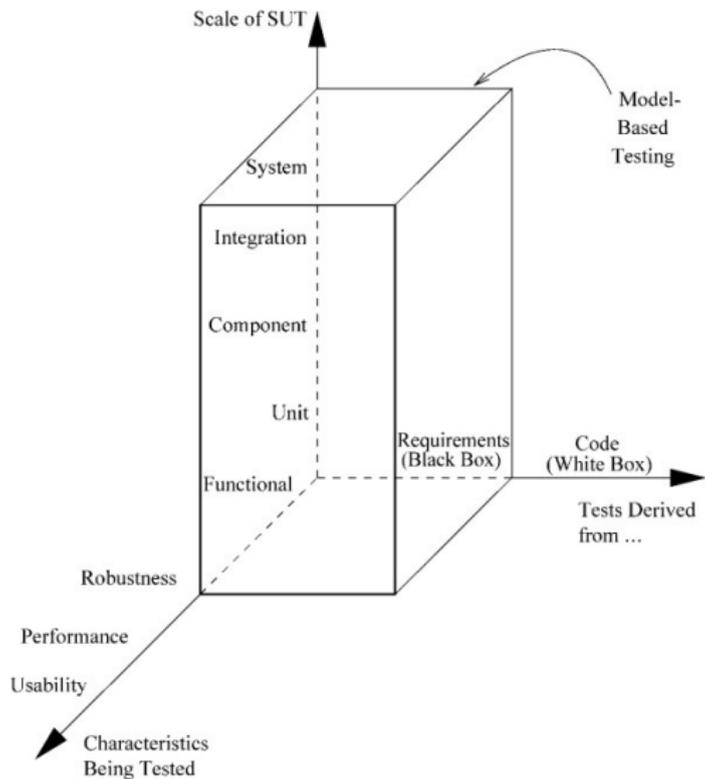 Scale of SUT
Model-
Based
Testing
System
Integration
Component
Unit
Requirements
(Black Box)
Code
(White Box)
Functional
Tests Derived
from ...
Robustness
Performance
Usability
Characteristics
Being Tested